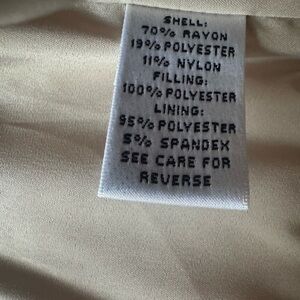 SHELL:
70% RAYON
19% POLYESTER
11% NYLON
FILLING:
100% POLYESTER
LINING:
95% POLYESTER
5% SPANDEX
SEE CARE FOR
REVERSE